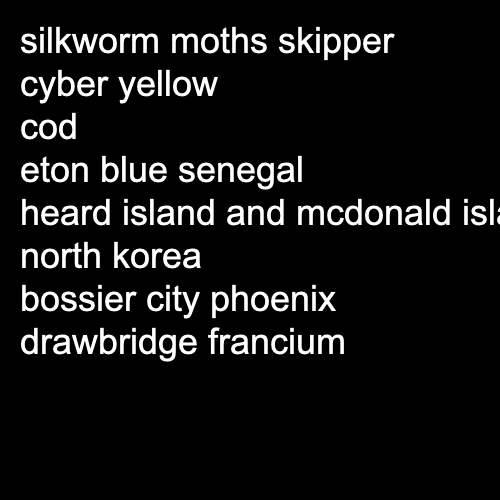 silkworm moths skipper
cyber yellow
cod
eton blue senegal
heard island and mcdonald
north korea
bossier city phoenix
drawbridge francium